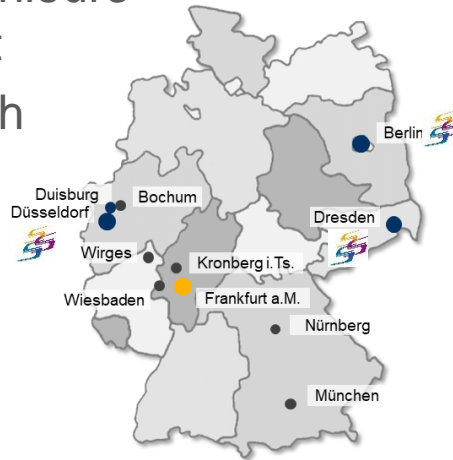 Berlin
Duisburg
Bochum
Düsseldorf
Dresden
Wirges
Kronberg i.Ts.
Wiesbaden
Frankfurt a.M.
Nürnberg
München